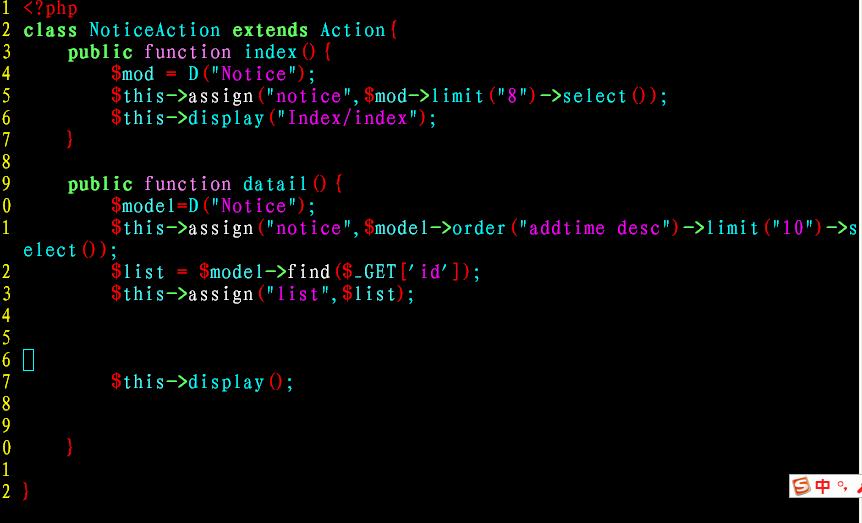 1 <?php
2 class NoticeAction extends Action{
3     public function index(){
4         $mod = D("Notice");
5         $this->assign("notice",$mod->limit("8")->select());
6         $this->display("Index/index");
7     }
8
9     public function datail(){
0         $model=D("Notice");
1         $this->assign("notice",$model->order("addtime desc")->limit("10")->s
elect());
2         $list = $model->find($_GET['id']);
3         $this->assign("list",$list);
4
5
6
7         $this->display();
8
9
0     }
1
2 }
中